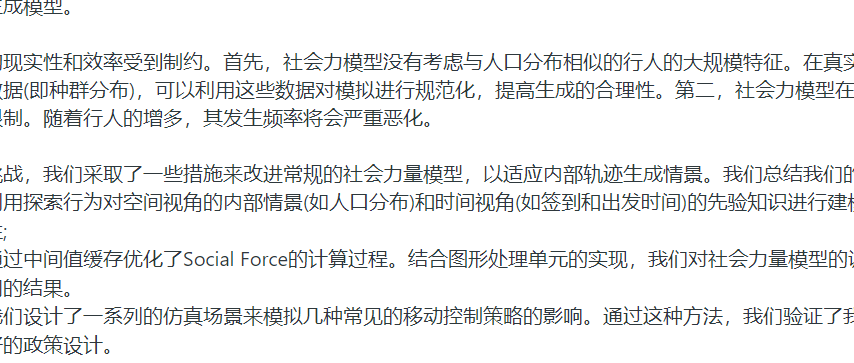 成模型。
现实性和效率受到制约。首先，社会力模型没有考虑与人口分布相似的行人的大规模特征。在真实
据(即种群分布)，可以利用这些数据对模拟进行规范化，提高生成的合理性。第二，社会力模型在
限制。随着行人的增多，其发生频率将会严重恶化。
战，我们采取了一些措施来改进常规的社会力量模型，以适应内部轨迹生成情景。我们总结我们的
用探索行为对空间视角的内部情景(如人口分布)和时间视角(如签到和出发时间)的先验知识进行建模
;
过中间值缓存优化了Social Force的计算过程。结合图形处理单元的实现，我们对社会力量模型的
的结果。
们设计了一系列的仿真场景来模拟几种常见的移动控制策略的影响。通过这种方法，我们验证了我
的政策设计。